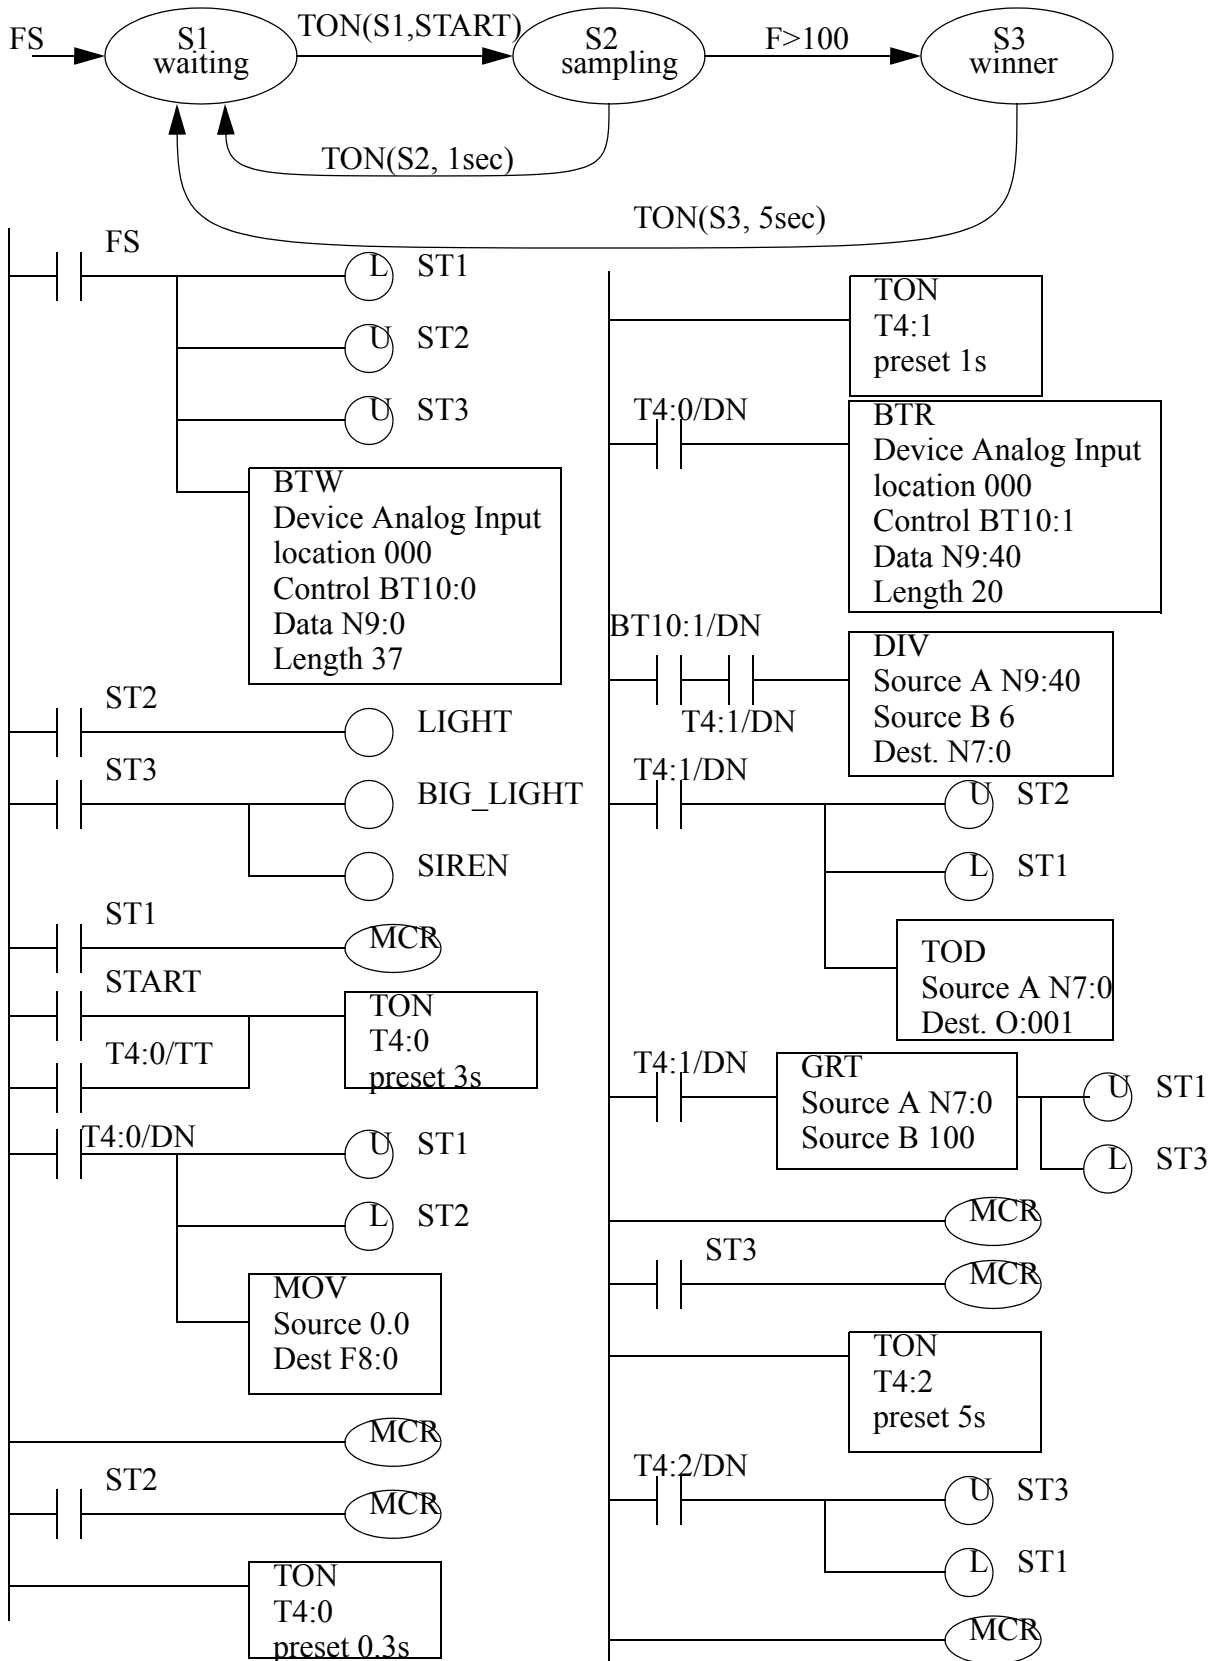 FS
S1
waiting
TON(S1,START)
S2
sampling
F>100
S3
winner
TON(S2, 1sec)
TON(S3, 5sec)
FS
L ST1
U ST2
U ST3
BTW
Device Analog Input
location 000
Control BT10:0
Data N9:0
Length 37
ST2
LIGHT
ST3
BIG_LIGHT
SIREN
ST1
MCR
START
T4:0/TT
TON
T4:0
preset 3s
T4:0/DN
U ST1
L ST2
MOV
Source 0.0
Dest F8:0
MCR
ST2
MCR
TON
T4:0
preset 0.3s
TON
T4:1
preset 1s
T4:0/DN
BTR
Device Analog Input
location 000
Control BT10:1
Data N9:40
Length 20
BT10:1/DN
T4:1/DN
DIV
Source A N9:40
Source B 6
Dest. N7:0
T4:1/DN
U ST2
L ST1
TOD
Source A N7:0
Dest. O:001
T4:1/DN
GRT
Source A N7:0
Source B 100
U ST1
L ST3
MCR
ST3
MCR
TON
T4:2
preset 5s
T4:2/DN
U ST3
L ST1
MCR